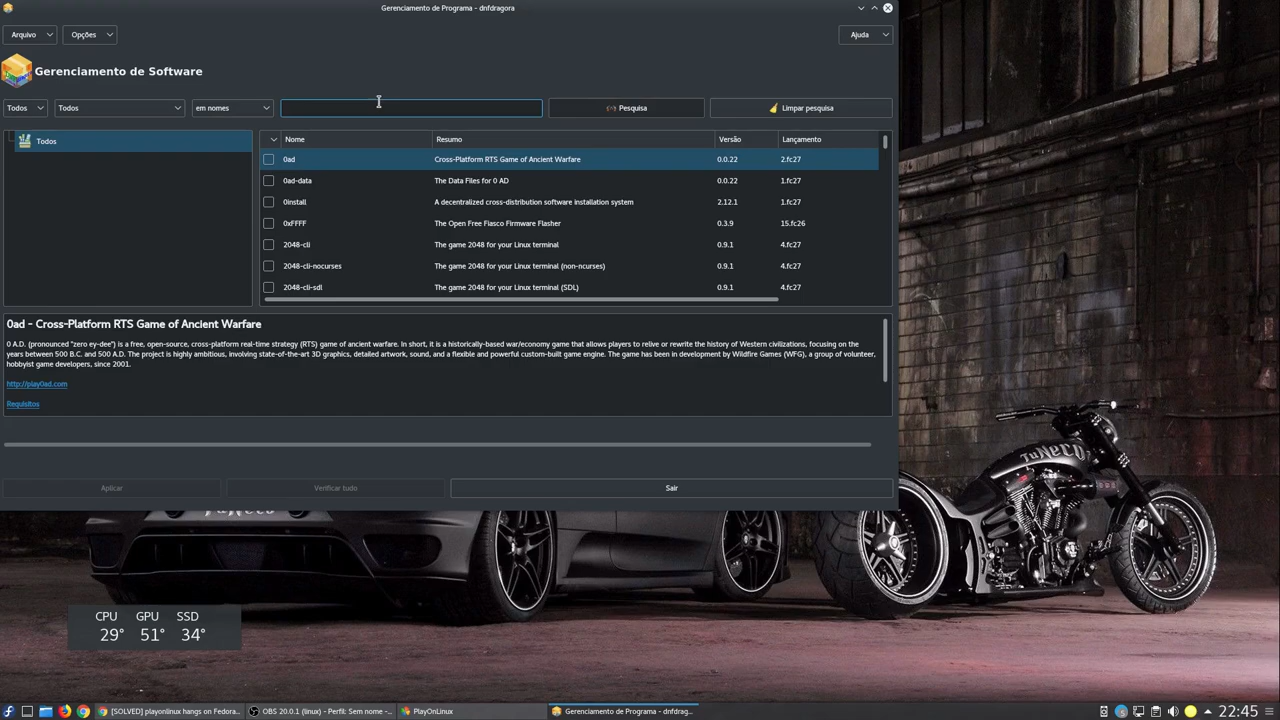 Gerenciamento de Programa - dnfdragora
Arquivo Opções Ajuda
Gerenciamento de Software
Todos Todos em nomes Pesquisa Limpar pesquisa
Todos
Nome Resumo Versão Lançamento
0ad Cross-Platform RTS Game of Ancient Warfare 0.0.22 2.fc27
0ad-data The Data Files for 0 AD 0.0.22 1.fc27
0install A decentralized cross-distribution software installation system 2.12.1 1.fc27
0xFFFF The Open Free Fiasco Firmware Flasher 0.3.9 15.fc26
2048-cli The game 2048 for your Linux terminal 0.9.1 4.fc27
2048-cli-nocurses The game 2048 for your Linux terminal (non-ncurses) 0.9.1 4.fc27
2048-cli-sdl The game 2048 for your Linux terminal (SDL) 0.9.1 4.fc27
0ad - Cross-Platform RTS Game of Ancient Warfare
0 A.D. (pronounced "zero ey-dee") is a free, open-source, cross-platform real-time strategy (RTS) game of ancient warfare. In short, it is a historically-based war/economy game that allows players to relive or rewrite the history of Western civilizations, focusing on the
years between 500 B.C. and 500 A.D. The project is highly ambitious, involving state-of-the-art 3D graphics, detailed artwork, sound, and a flexible and powerful custom-built game engine. The game has been in development by Wildfire Games (WFG), a group of volunteer,
hobbyist game developers, since 2001.
http://play0ad.com
Requisitos
Aplicar Verificar tudo Sair
TuNeCo
TuNeco
CPU GPU SSD
29° 51° 34°
[SOLVED] playonlinux hangs on Fedora... OBS 20.0.1 (linux) - Perfil: Sem nome -... PlayOnLinux Gerenciamento de Programa - dnfdrag... 22:45